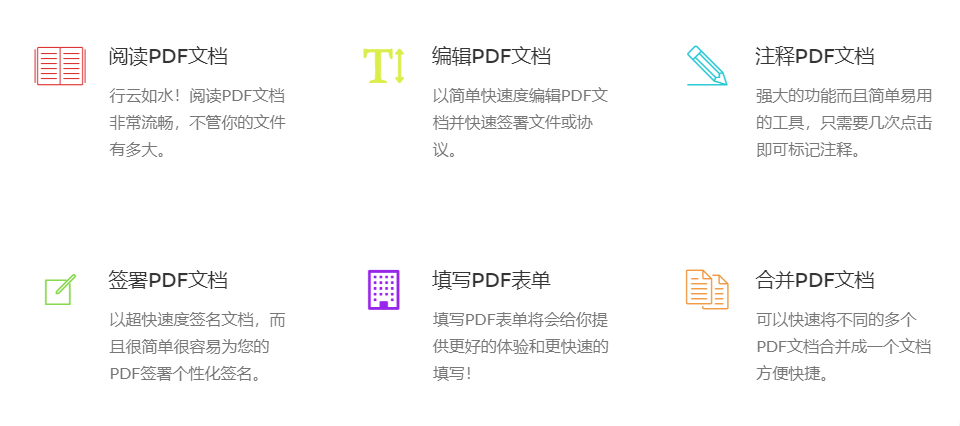 阅读PDF文档
行云如水！阅读PDF文档
非常流畅，不管你的文件
有多大。
编辑PDF文档
以简单快速度编辑PDF文
档并快速签署文件或协
议。
注释PDF文档
强大的功能而且简单易用
的工具，只需要几次点击
即可标记注释。
签署PDF文档
以超快速度签名文档，而
且很简单很容易为您的
PDF签署个性化签名。
填写PDF表单
填写PDF表单将会给你提
供更好的体验和更快速的
填写！
合并PDF文档
可以快速将不同的多个
PDF文档合并成一个文档
方便快捷。